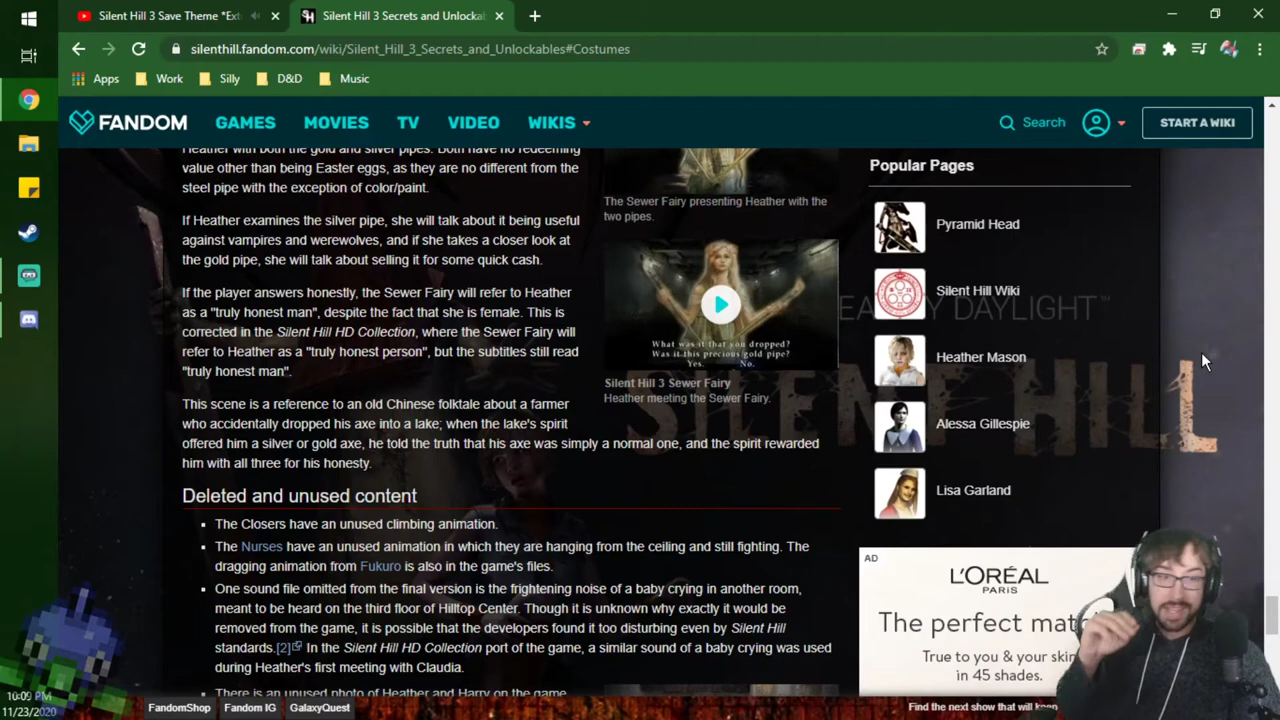 Silent Hill 3 Save Theme *Ext
Silent Hill 3 Secrets and Unlockab
silenthill.fandom.com/wiki/Silent_Hill_3_Secrets_and_Unlockables#Costumes
Apps Work Silly D&D Music
FANDOM GAMES MOVIES TV VIDEO WIKIS Search START A WIKI
Heather with both the gold and silver pipes. Both have no redeeming
value other than being Easter eggs, as they are no different from the
steel pipe with the exception of color/paint.
If Heather examines the silver pipe, she will talk about it being useful
against vampires and werewolves, and if she takes a closer look at
the gold pipe, she will talk about selling it for some quick cash.
If the player answers honestly, the Sewer Fairy will refer to Heather
as a "truly honest man", despite the fact that she is female. This is
corrected in the Silent Hill HD Collection, where the Sewer Fairy will
refer to Heather as a "truly honest person", but the subtitles still read
"truly honest man".
This scene is a reference to an old Chinese folktale about a farmer
who accidentally dropped his axe into a lake; when the lake's spirit
offered him a silver or gold axe, he told the truth that his axe was simply a normal one, and the spirit rewarded
him with all three for his honesty.
The Sewer Fairy presenting Heather with the
two pipes.
What was it that you dropped?
Was it this precious gold pipe?
Yes. No.
Silent Hill 3 Sewer Fairy
Heather meeting the Sewer Fairy.
Deleted and unused content
The Closers have an unused climbing animation.
The Nurses have an unused animation in which they are hanging from the ceiling and still fighting. The
dragging animation from Fukuro is also in the game's files.
One sound file omitted from the final version is the frightening noise of a baby crying in another room,
meant to be heard on the third floor of Hilltop Center. Though it is unknown why exactly it would be
removed from the game, it is possible that the developers found it too disturbing even by Silent Hill
standards.[2] In the Silent Hill HD Collection port of the game, a similar sound of a baby crying was used
during Heather's first meeting with Claudia.
There is an unused photo of Heather and Harry on the game
Popular Pages
Pyramid Head
Silent Hill Wiki
Heather Mason
Alessa Gillespie
Lisa Garland
DAYLIGHT™
SILENT HILL
AD
L'ORÉAL
PARIS
The perfect mat
True to you & your skin
in 45 shades.
FandomShop Fandom IG GalaxyQuest
Find the next show that will keep
10:09 PM
11/23/2020